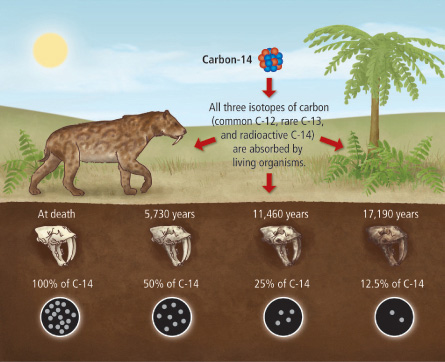 Carbon-14
All three isotopes of carbon
(common C-12, rare C-13,
and radioactive C-14)
are absorbed by
living organisms.
At death
5,730 years
11,460 years
17,190 years
100% of C-14
50% of C-14
25% of C-14
12.5% of C-14